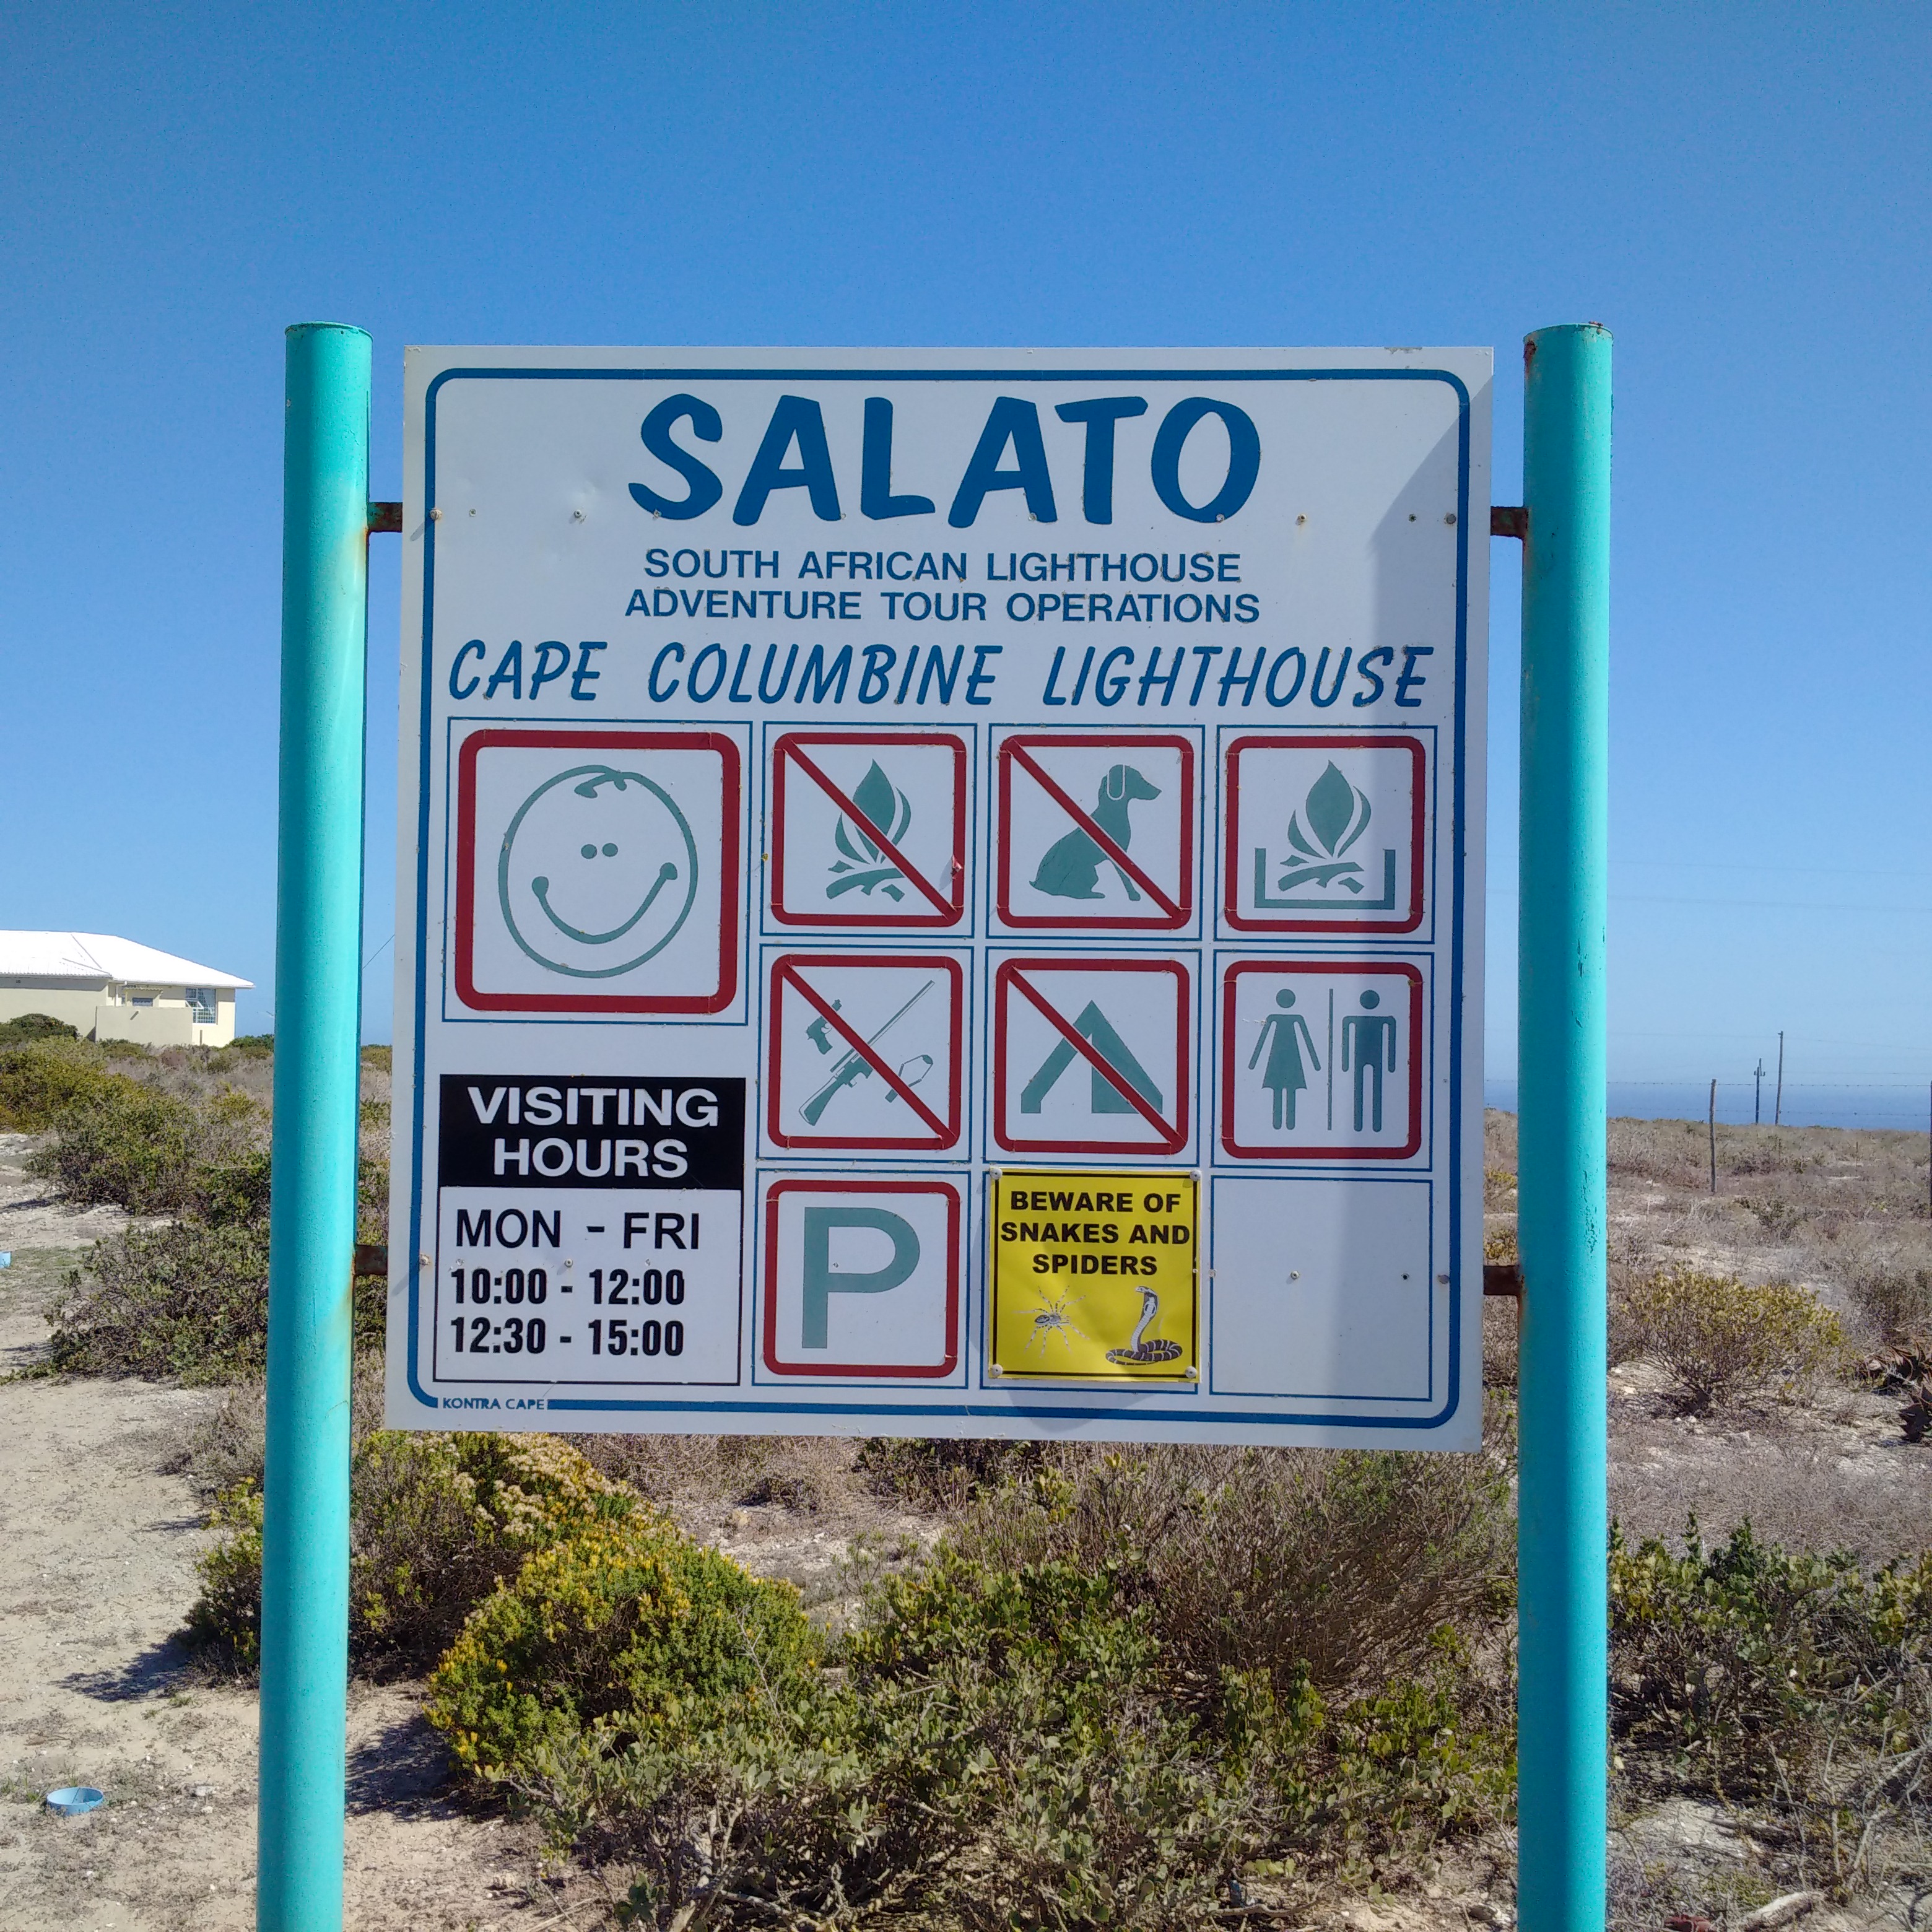 SALATO
SOUTH AFRICAN LIGHTHOUSE
ADVENTURE TOUR OPERATIONS
CAPE COLUMBINE LIGHTHOUSE
VISITING
HOURS
MON - FRI
10:00 - 12:00
12:30 - 15:00
P
BEWARE OF
SNAKES AND
SPIDERS
KONTRA CAPE